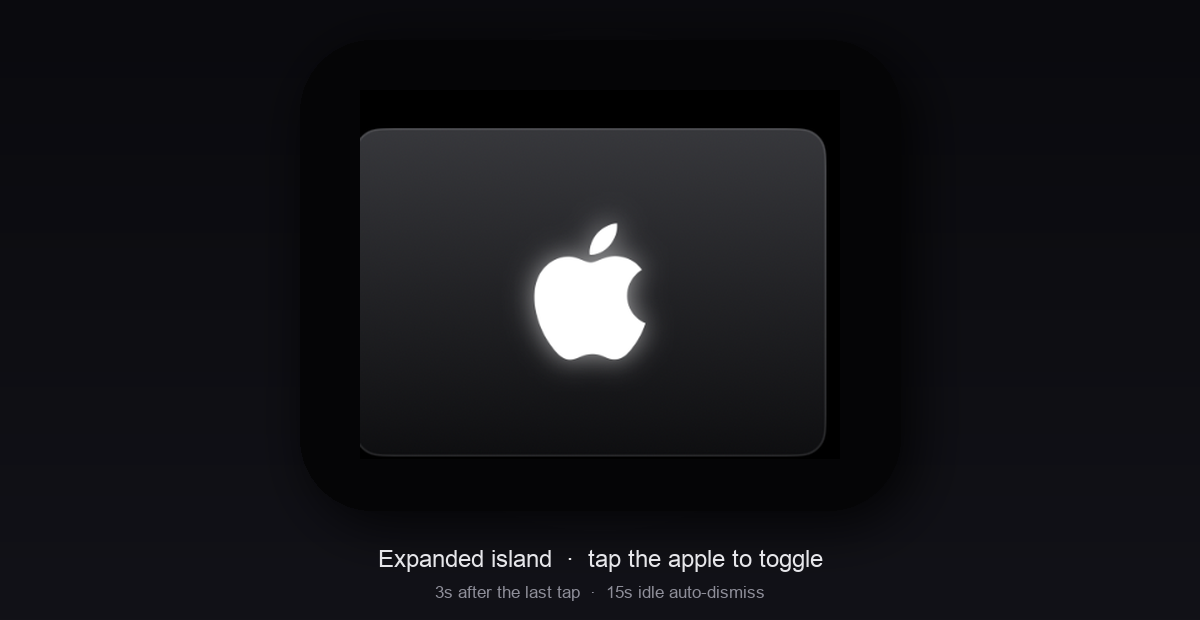 Expanded island · tap the apple to toggle
3s after the last tap · 15s idle auto-dismiss